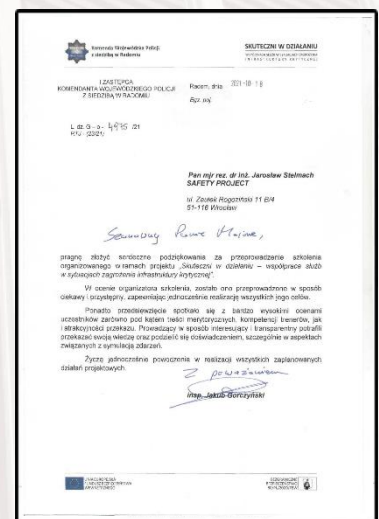 Komenda Wojewódzka Policji
z siedzibą w Radomiu
SKUTECZNI W DZIAŁANIU
I ZASTĘPCA
KOMENDANTA WOJEWÓDZKIEGO POLICJI
Z SIEDZIBĄ W RADOMIU
Radom, dnia 2021-10-18
Egz. poj.
L. dz. G - o - 4975 /21
Pan mjr rez. dr inż. Jarosław Stelmach
SAFETY PROJECT
ul. Zaułek Rogoziński 11 B/4
51-116 Wrocław
Szanowny Panie Majorze,
pragnę złożyć serdeczne podziękowania za przeprowadzenie szkolenia
organizowanego w ramach projektu „Skuteczni w działaniu – współpraca służb
w sytuacjach zagrożenia infrastruktury krytycznej”.
W ocenie organizatora szkolenia, zostało ono przeprowadzone w sposób
ciekawy i przystępny, zapewniając jednocześnie realizację wszystkich jego celów.
Ponadto przedsięwzięcie spotkało się z bardzo wysokimi ocenami
uczestników zarówno pod kątem treści merytorycznych, kompetencji trenerów, jak
i atrakcyjności przekazu. Prowadzący w sposób interesujący i transparentny potrafili
przekazać swoją wiedzę oraz podzielić się doświadczeniem, szczególnie w aspektach
związanych z symulacją zdarzeń.
Życzę jednocześnie powodzenia w realizacji wszystkich zaplanowanych
działań projektowych.
Z poważaniem
insp. Jakub Gorczyński